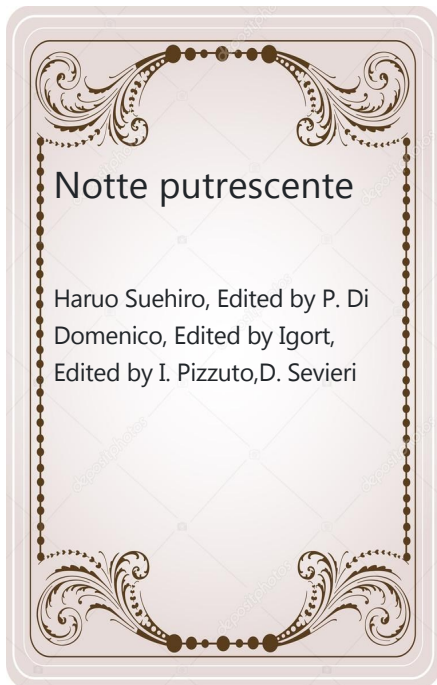 Notte putrescente
Haruo Suehiro, Edited by P. Di
Domenico, Edited by Igort,
Edited by I. Pizzuto,D. Sevieri